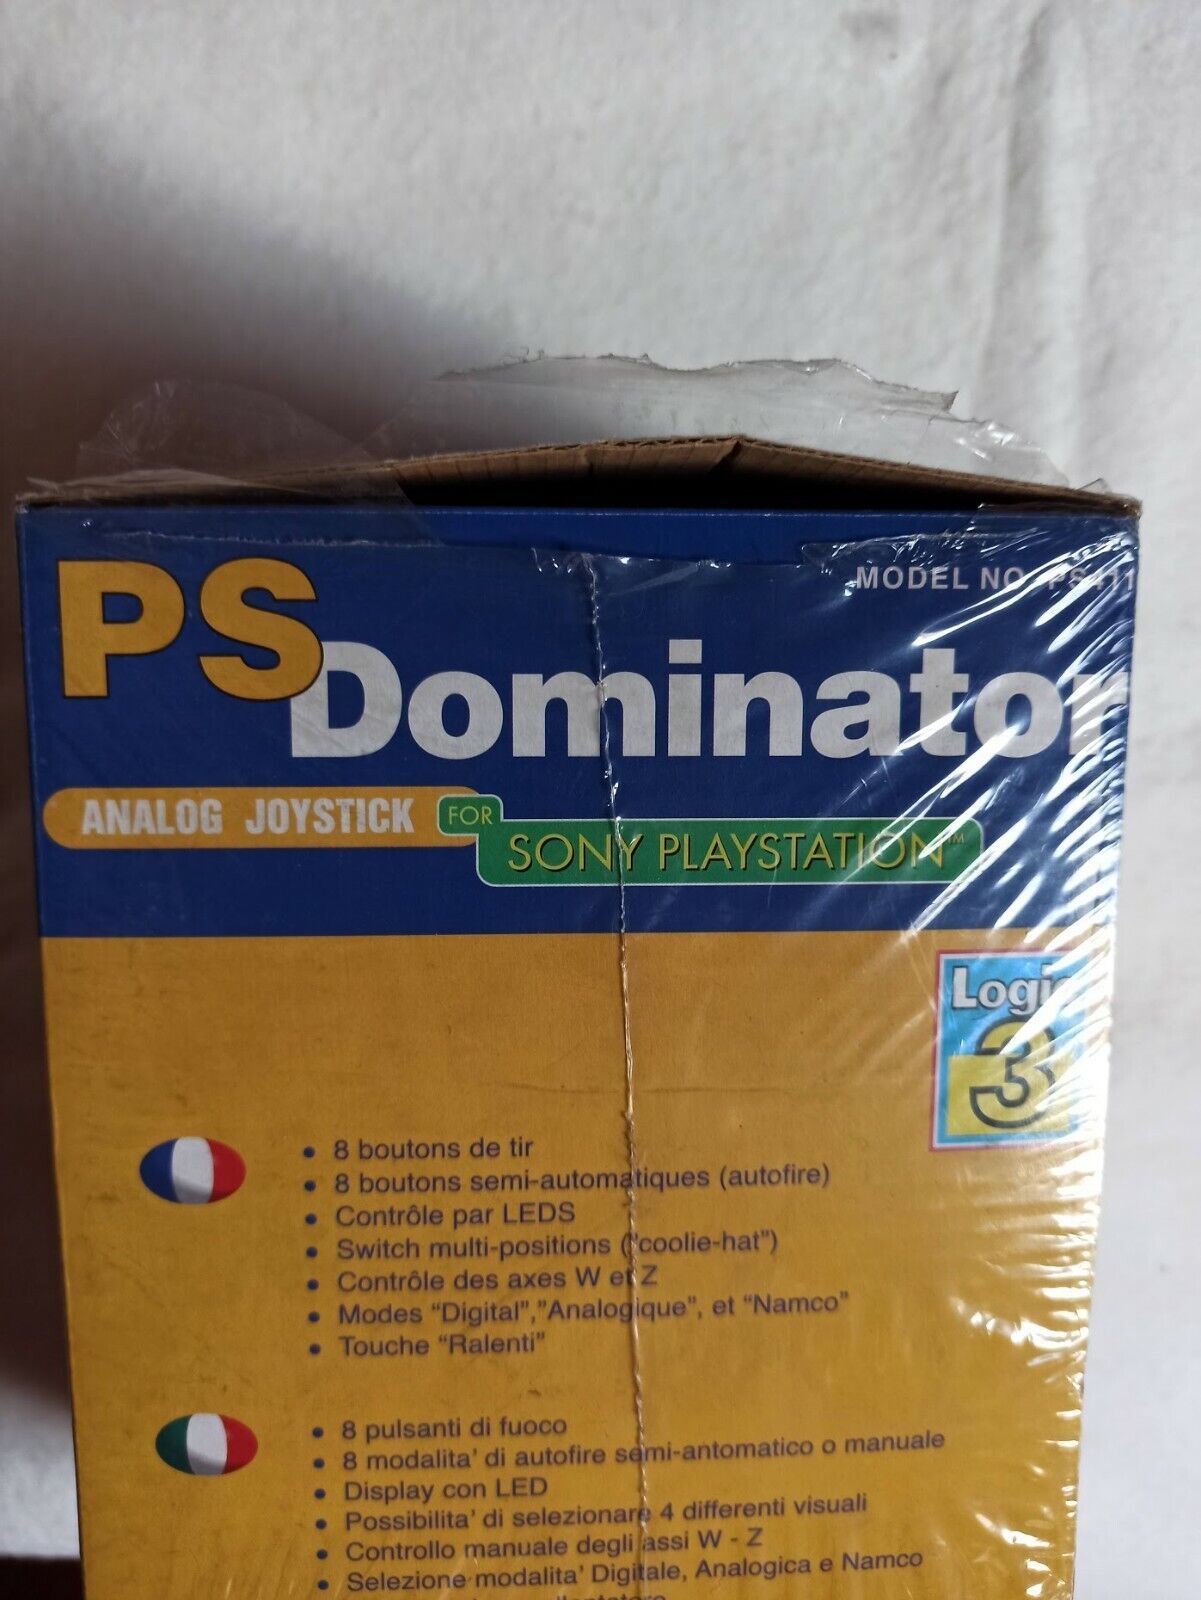 MODEL NO. PS411
PS
Dominator
ANALOG JOYSTICK FOR
SONY PLAYSTATION™
Logic
3
• 8 boutons de tir
• 8 boutons semi-automatiques (autofire)
• Contrôle par LEDS
• Switch multi-positions ("coolie-hat")
• Contrôle des axes W et Z
• Modes “Digital”,”Analogique”, et “Namco”
• Touche “Ralenti”
• 8 pulsanti di fuoco
• 8 modalita' di autofire semi-antomatico o manuale
• Display con LED
• Possibilita' di selezionare 4 differenti visuali
• Controllo manuale degli assi W - Z
• Selezione modalita' Digitale, Analogica e Namco